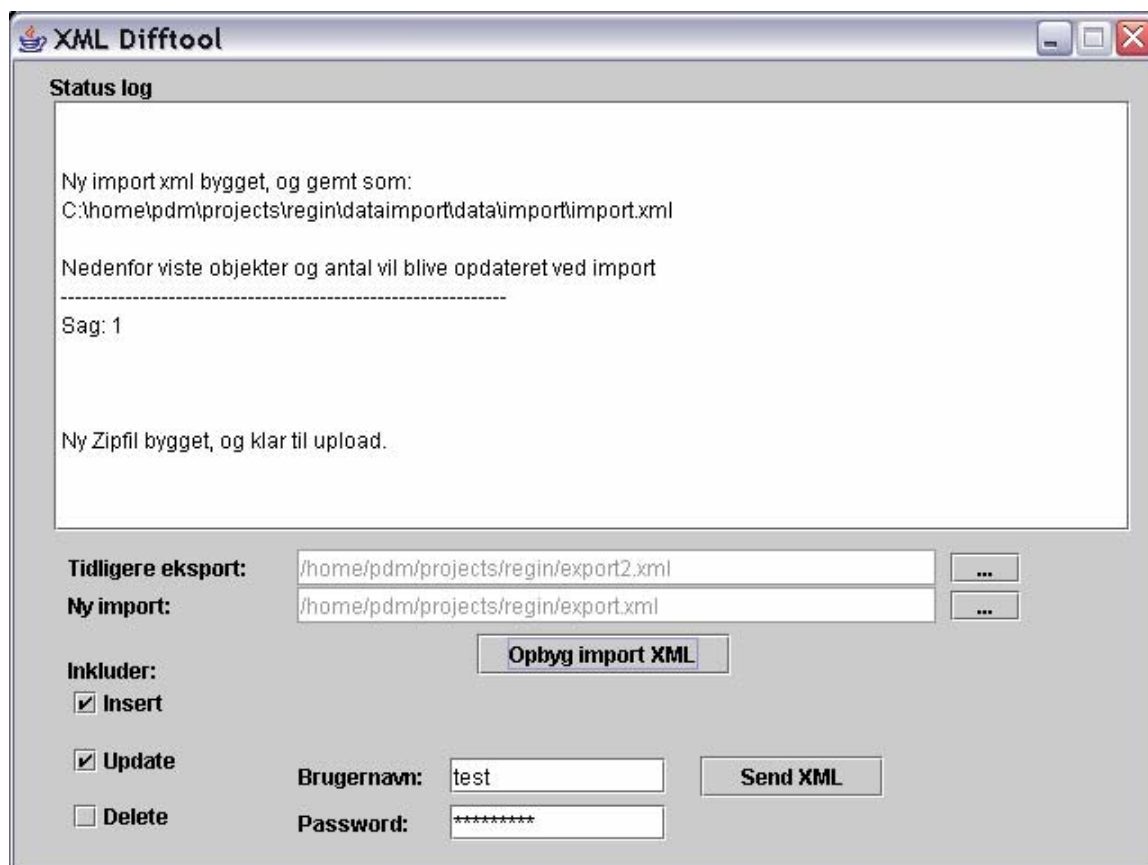 XML Difftool
Status log
Ny import xml bygget, og gemt som:
C:\home\pdm\projects\regin\dataimport\data\import\import.xml
Nedenfor viste objekter og antal vil blive opdateret ved import
--------------------------------------------------------------
Sag: 1
Ny Zipfil bygget, og klar til upload.
Tidligere eksport: /home/pdm/projects/regin/export2.xml ...
Ny import: /home/pdm/projects/regin/export.xml ...
Opbyg import XML
Inkluder:
Insert
Update
Brugernavn: test Send XML
Delete
Password: *********